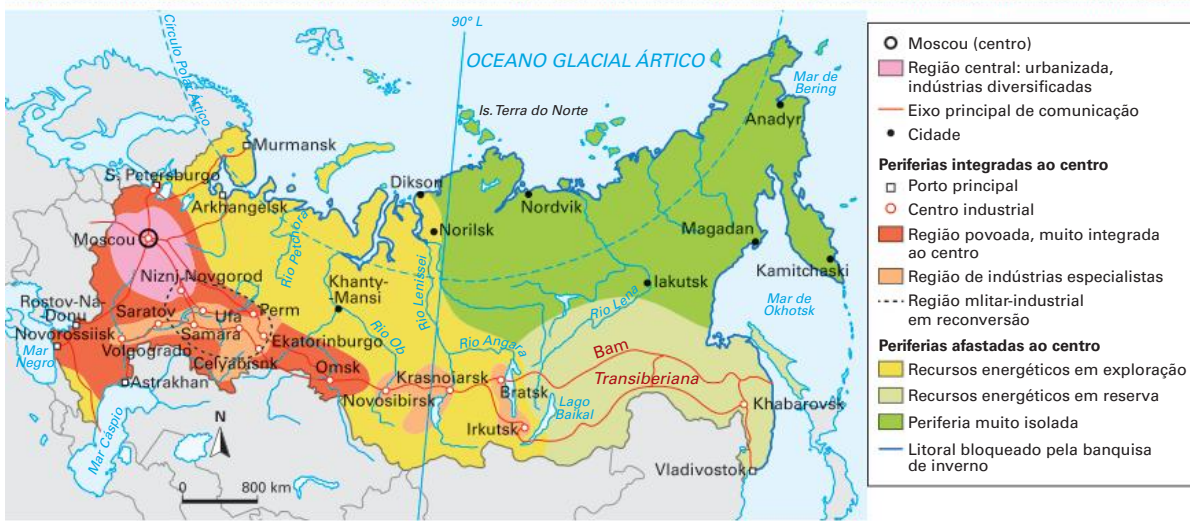 90° L
Círculo Polar Ártico
OCEANO GLACIAL ÁRTICO
Mar de
Bering
Is. Terra do Norte
Anadyr
Murmansk
S. Petersburgo
Dikson
Arkhangelsk
Nordvik
Norilsk
Magadan
Moscou
Rio Petchora
Kamitchaski
Iakutsk
Nizni Novgorod
Khanty-
Mansi
Rio Ienissei
Rio Lena
Mar de
Okhotsk
Rostov-Na-
Donu
Saratov
Ufa
Perm
Novorossiisk
Samara
Ekatorinburgo
Rio Ob
Rio Angara
Bam
Mar
Negro
Volgogrado
Celyabisnk
Omsk
Krasnoiarsk
Transiberiana
Astrakhan
Novosibirsk
Bratsk
Khabarovsk
Lago
Baikal
Irkutsk
Mar Cáspio
N
Vladivostok
0 800 km
Moscou (centro)
Região central: urbanizada,
indústrias diversificadas
Eixo principal de comunicação
Cidade
Periferias integradas ao centro
Porto principal
Centro industrial
Região povoada, muito integrada
ao centro
Região de indústrias especialistas
Região mlitar-industrial
em reconversão
Periferias afastadas ao centro
Recursos energéticos em exploração
Recursos energéticos em reserva
Periferia muito isolada
Litoral bloqueado pela banquisa
de inverno